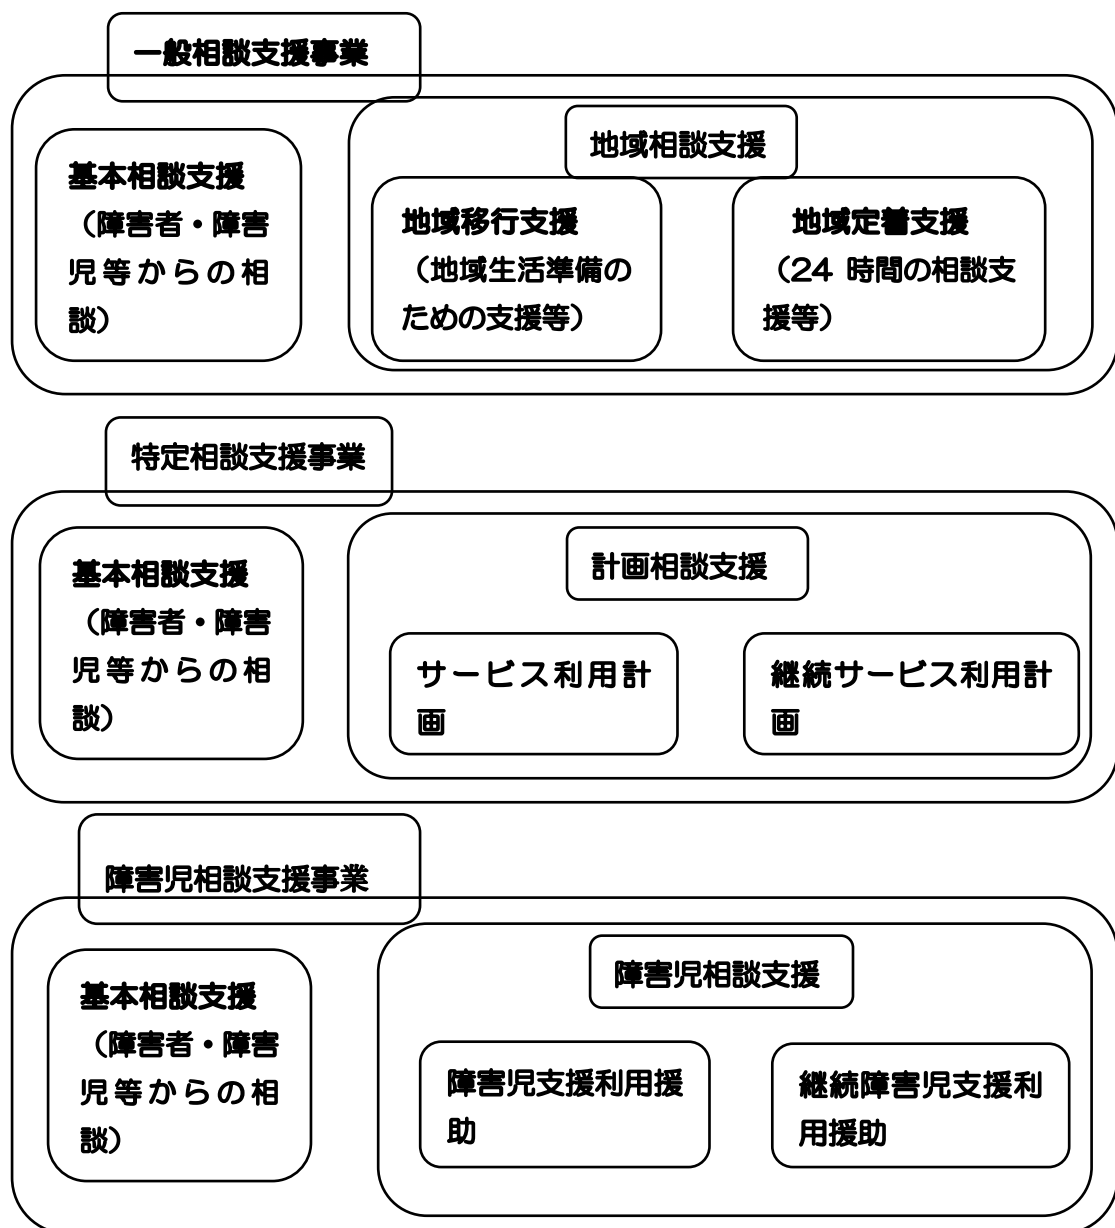 一般相談支援事業
地域相談支援
基本相談支援
（障害者・障害
児等からの相
談）
地域移行支援
（地域生活準備の
ための支援等）
地域定着支援
（24 時間の相談支
援等）
特定相談支援事業
計画相談支援
基本相談支援
（障害者・障害
児等からの相
談）
サービス利用計
画
継続サービス利用計
画
障害児相談支援事業
障害児相談支援
基本相談支援
（障害者・障害
児等からの相
談）
障害児支援利用援
助
継続障害児支援利
用援助